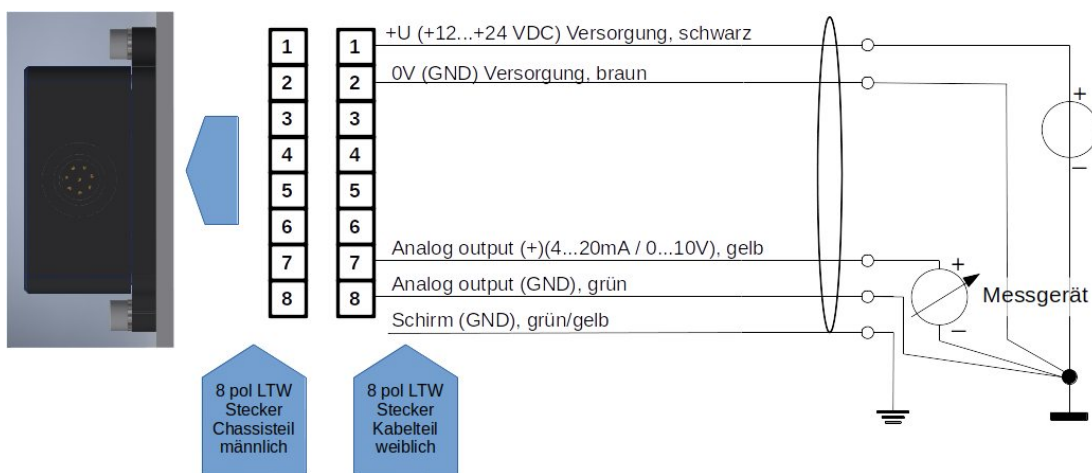 +U (+12...+24 VDC) Versorgung, schwarz
0V (GND) Versorgung, braun
1 1
2 2
3 3
4 4
5 5
6 6
7 7
8 8
Analog output (+)(4...20mA / 0...10V), gelb
Analog output (GND), grün
Schirm (GND), grün/gelb
+
–
+
–
Messgerät
8 pol LTW
Stecker
Chassisteil
männlich
8 pol LTW
Stecker
Kabelteil
weiblich